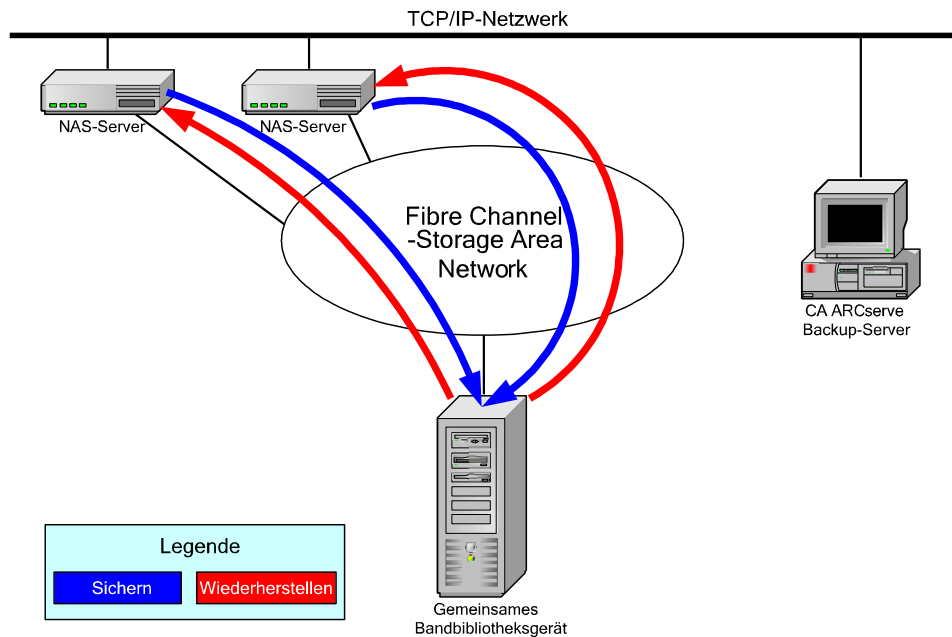 TCP/IP-Netzwerk
NAS-Server
NAS-Server
Fibre Channel
-Storage Area
Network
CA ARCserve
Backup-Server
Legende
Sichern
Wiederherstellen
Gemeinsames
Bandbibliotheksgerät